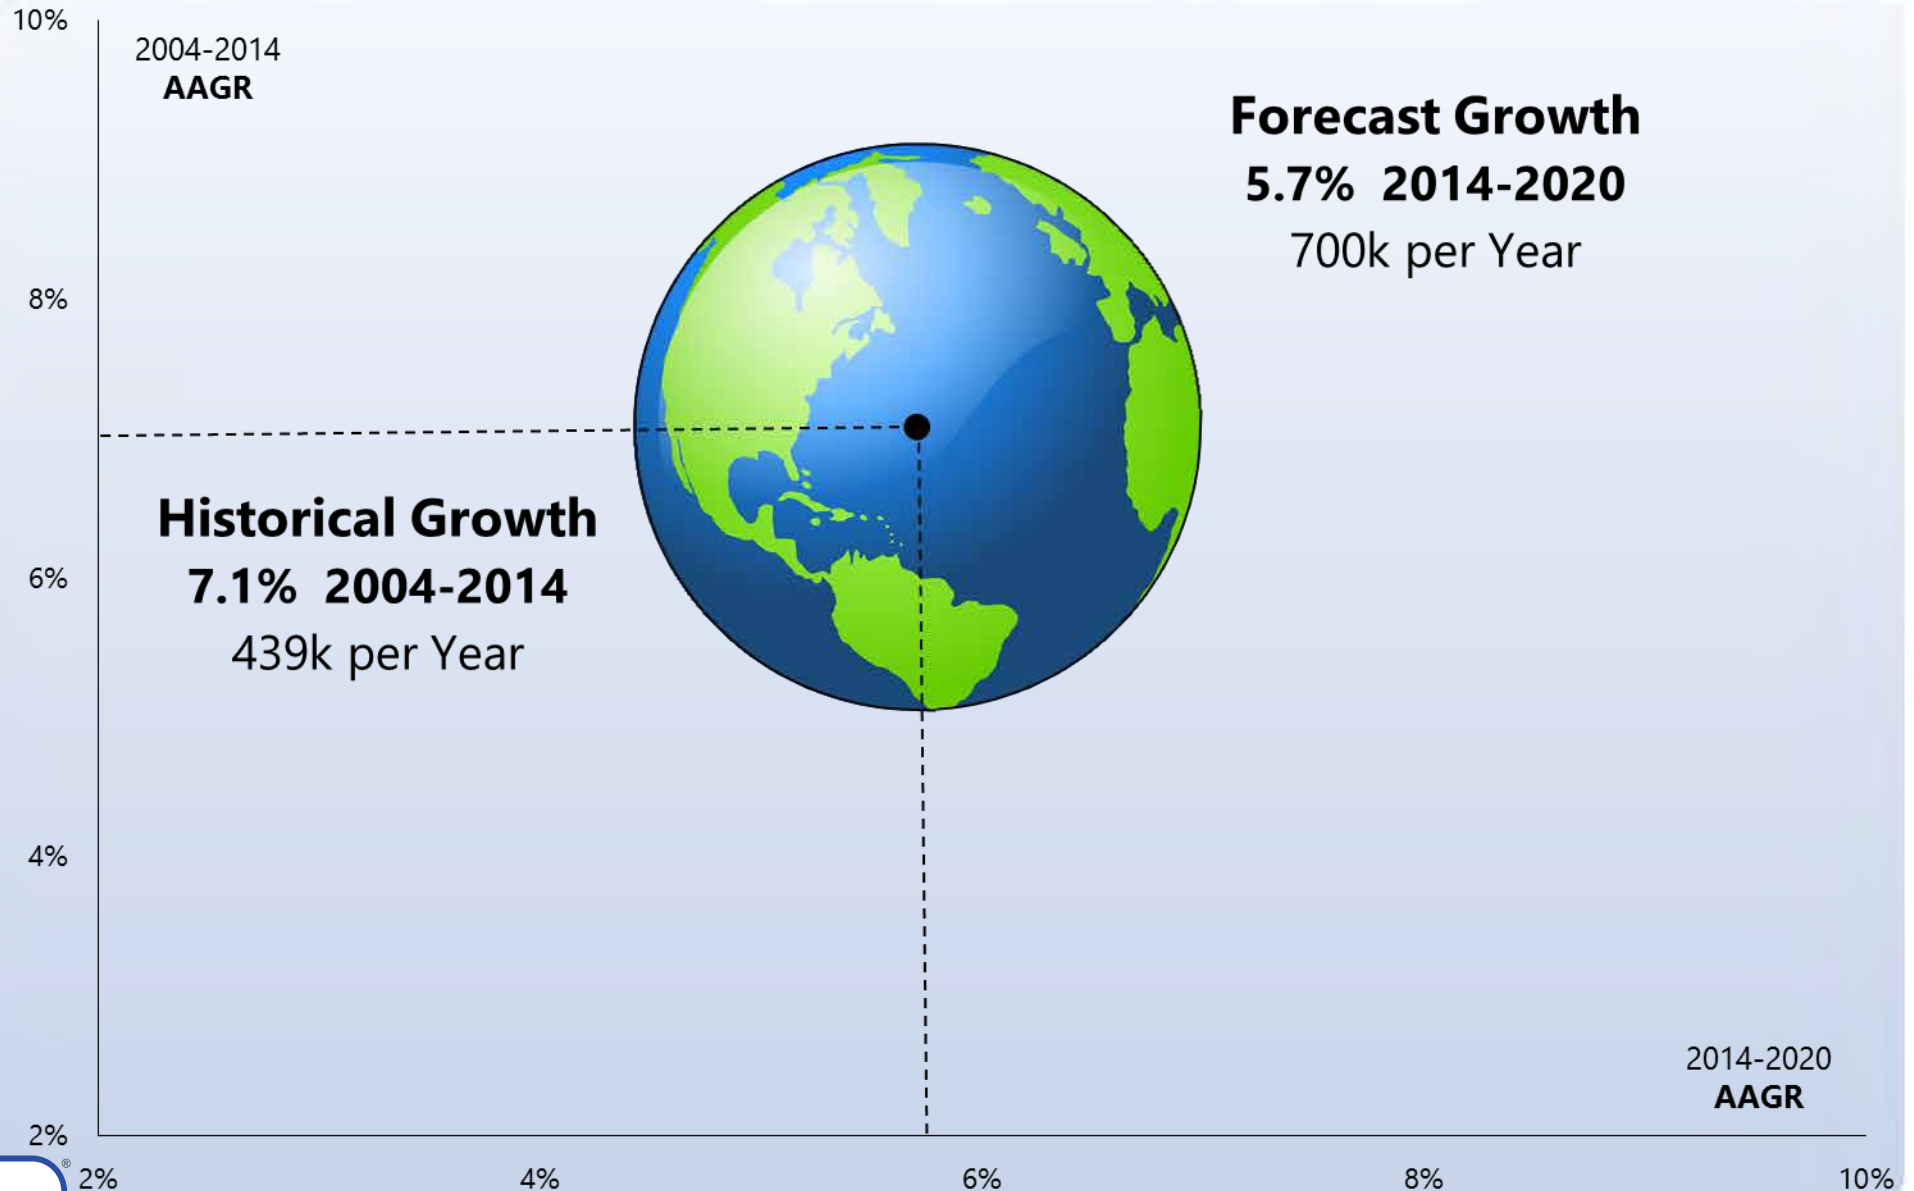 10%
2004-2014
AAGR
Forecast Growth
5.7% 2014-2020
700k per Year
8%
Historical Growth
7.1% 2004-2014
439k per Year
6%
4%
2014-2020
AAGR
2%
®
2% 4% 6% 8% 10%